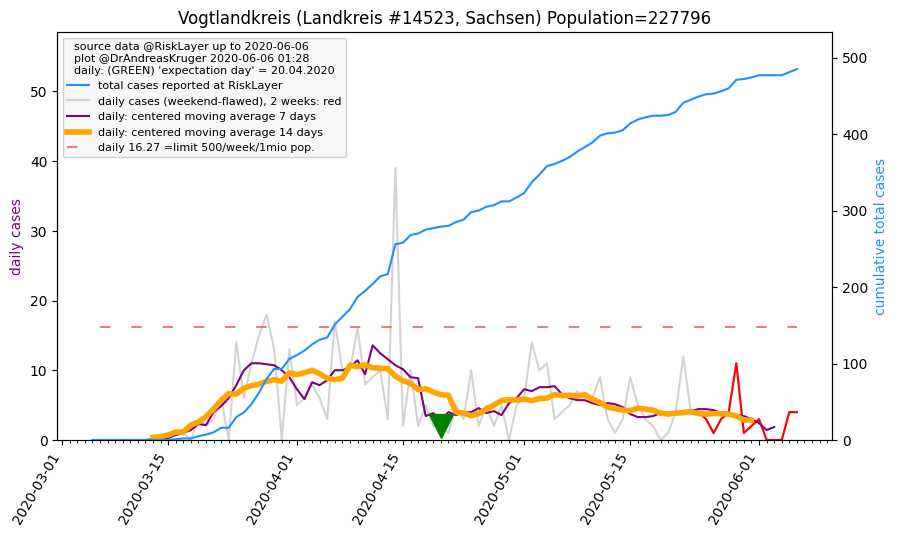 Vogtlandkreis (Landkreis #14523, Sachsen) Population=227796
source data @RiskLayer up to 2020-06-06
plot @DrAndreasKruger 2020-06-06 01:28
daily: (GREEN) 'expectation day' = 20.04.2020
total cases reported at RiskLayer
daily cases (weekend-flawed), 2 weeks: red
daily: centered moving average 7 days
daily: centered moving average 14 days
daily 16.27 =limit 500/week/1mio pop.
daily cases
50
40
30
20
10
0
500
400
300
200
100
0
cumulative total cases
2020-03-01
2020-03-15
2020-04-01
2020-04-15
2020-05-01
2020-05-15
2020-06-01